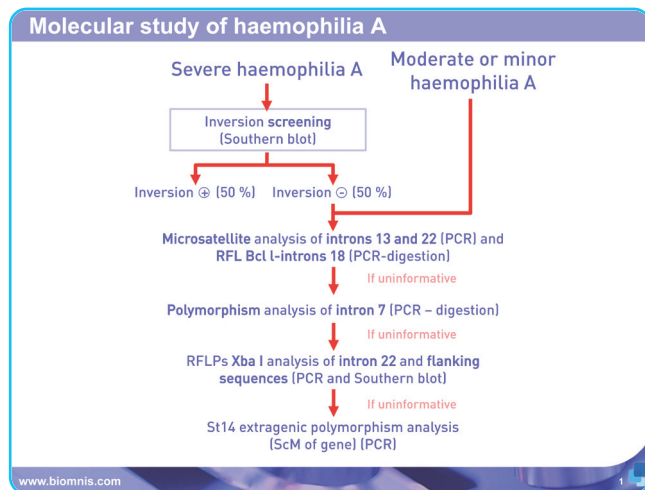 Molecular study of haemophilia A
Severe haemophilia A
Moderate or minor
haemophilia A
Inversion screening
(Southern blot)
Inversion ⊕ (50 %)
Inversion ⊖ (50 %)
Microsatellite analysis of introns 13 and 22 (PCR) and
RFL Bcl l-introns 18 (PCR-digestion)
If uninformative
Polymorphism analysis of intron 7 (PCR – digestion)
If uninformative
RFLPs Xba I analysis of intron 22 and flanking
sequences (PCR and Southern blot)
If uninformative
St14 extragenic polymorphism analysis
(ScM of gene) (PCR)
www.biomnis.com
1